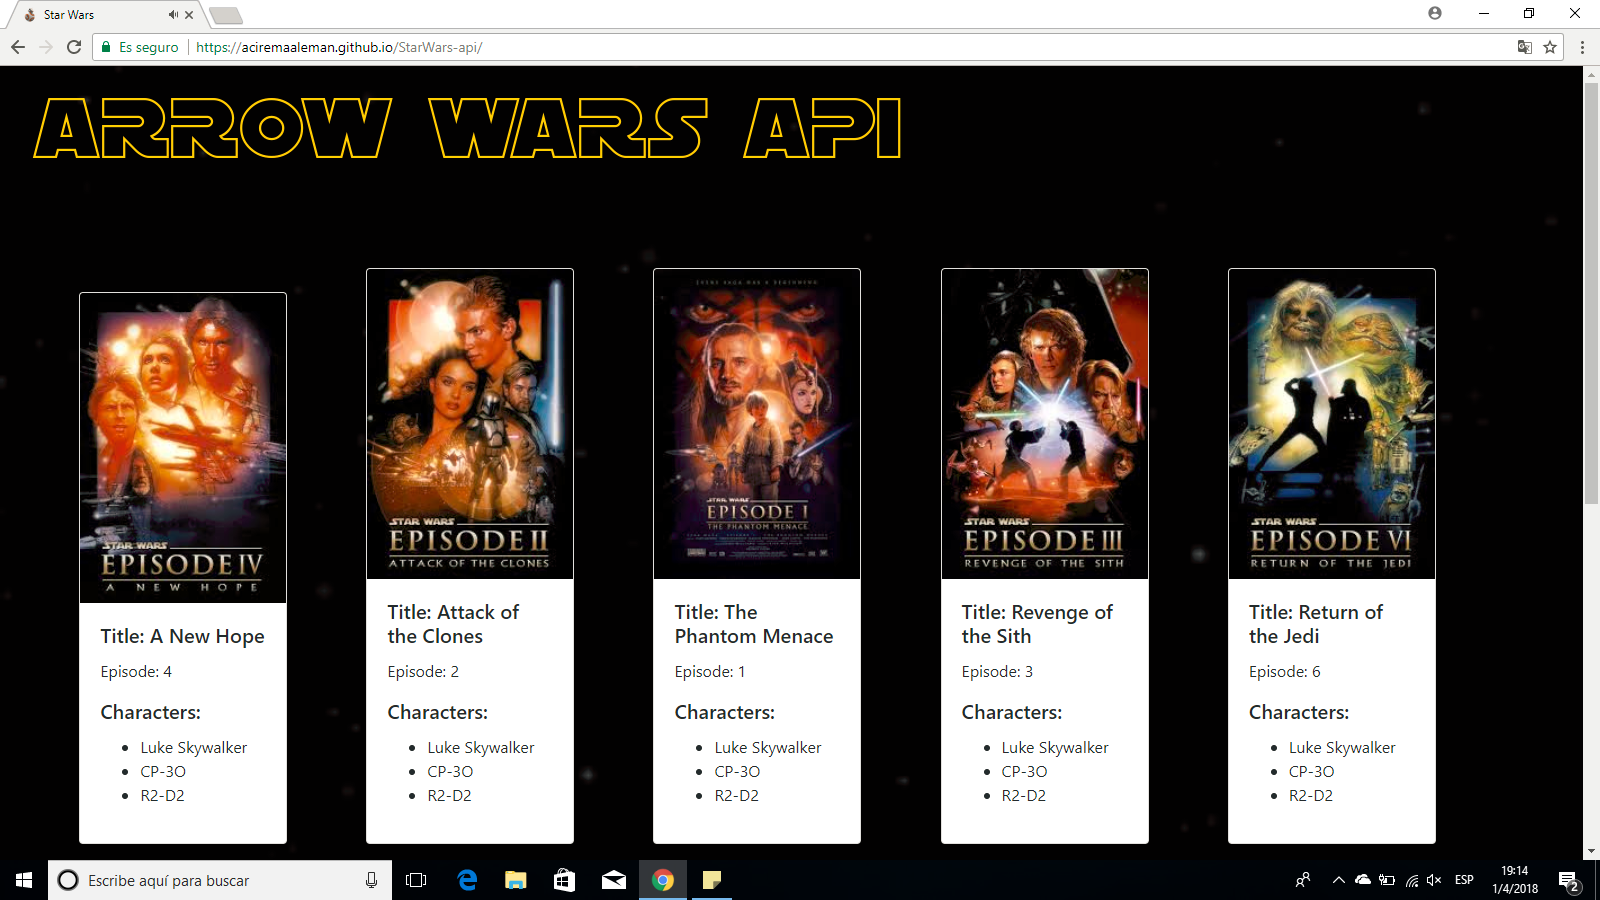 Star Wars
Es seguro
https://aciremaaleman.github.io/StarWars-api/
ARROW WARS API
STAR WARS
EPISODE IV
A NEW HOPE
Title: A New Hope
Episode: 4
Characters:
Luke Skywalker
CP-3O
R2-D2
STAR WARS
EPISODE II
ATTACK OF THE CLONES
Title: Attack of
the Clones
Episode: 2
Characters:
Luke Skywalker
CP-3O
R2-D2
EVERY SAGA HAS A BEGINNING
STAR WARS
EPISODE I
THE PHANTOM MENACE
Title: The
Phantom Menace
Episode: 1
Characters:
Luke Skywalker
CP-3O
R2-D2
STAR WARS
EPISODE III
REVENGE OF THE SITH
Title: Revenge of
the Sith
Episode: 3
Characters:
Luke Skywalker
CP-3O
R2-D2
STAR WARS
EPISODE VI
RETURN OF THE JEDI
Title: Return of
the Jedi
Episode: 6
Characters:
Luke Skywalker
CP-3O
R2-D2
Escribe aquí para buscar
ESP
19:14
1/4/2018
2